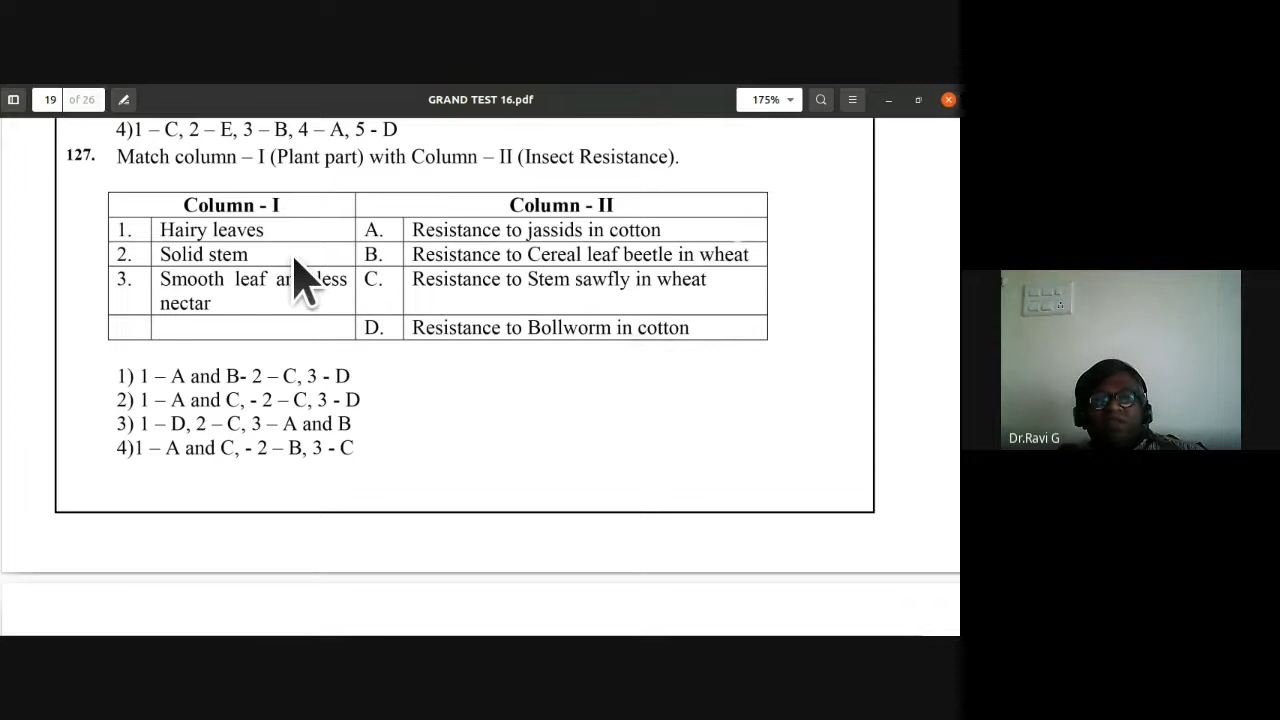 19 of 26
GRAND TEST 16.pdf
175%
4)1 – C, 2 – E, 3 – B, 4 – A, 5 - D
127. Match column – I (Plant part) with Column – II (Insect Resistance).
Column - I Column - II
1. Hairy leaves A. Resistance to jassids in cotton
2. Solid stem B. Resistance to Cereal leaf beetle in wheat
3. Smooth leaf less C. Resistance to Stem sawfly in wheat
nectar
D. Resistance to Bollworm in cotton
1) 1 – A and B- 2 – C, 3 - D
2) 1 – A and C, - 2 – C, 3 - D
3) 1 – D, 2 – C, 3 – A and B
4)1 – A and C, - 2 – B, 3 - C
Dr.Ravi G